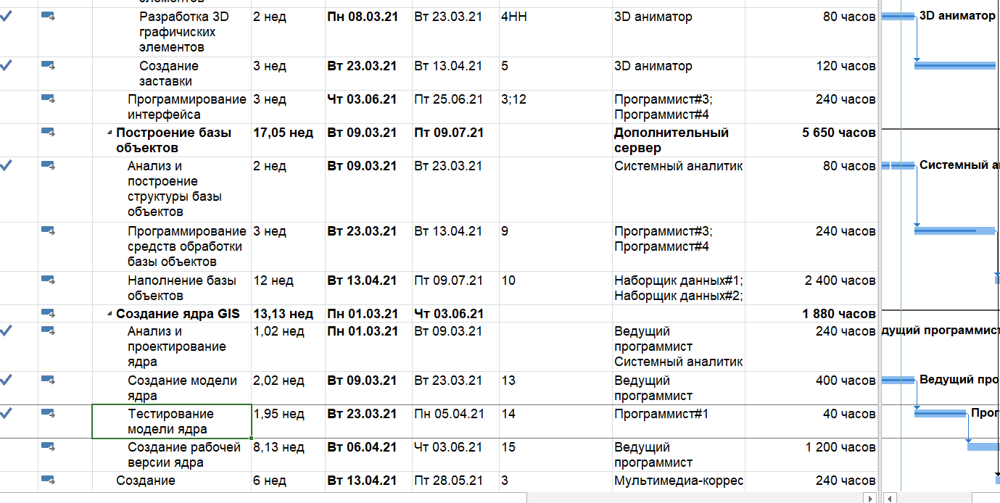 элементов
Разработка 3D 2 нед Пн 08.03.21 Вт 23.03.21 4НН 3D аниматор 80 часов 3D аниматор
графичиских
элементов
Создание 3 нед Вт 23.03.21 Вт 13.04.21 5 3D аниматор 120 часов
заставки
Программирование 3 нед Чт 03.06.21 Пт 25.06.21 3;12 Программист#3; 240 часов
интерфейса Программист#4
Построение базы 17,05 нед Вт 09.03.21 Пт 09.07.21 Дополнительный 5 650 часов
объектов сервер
Анализ и 2 нед Вт 09.03.21 Вт 23.03.21 Системный аналитик 80 часов Системный а
построение
структуры базы
объектов
Программирование 3 нед Вт 23.03.21 Вт 13.04.21 9 Программист#3; 240 часов
средств обработки Программист#4
базы объектов
Наполнение базы 12 нед Вт 13.04.21 Пт 09.07.21 10 Наборщик данных#1; 2 400 часов
объектов Наборщик данных#2;
Создание ядра GIS 13,13 нед Пн 01.03.21 Чт 03.06.21 1 880 часов
Анализ и 1,02 нед Пн 01.03.21 Вт 09.03.21 Ведущий 240 часов дущий программист
проектирование программист
ядра Системный аналитик
Создание модели 2,02 нед Вт 09.03.21 Вт 23.03.21 13 Ведущий 400 часов Ведущий про
ядра программист
Тестирование 1,95 нед Вт 23.03.21 Пн 05.04.21 14 Программист#1 40 часов Прог
модели ядра
Создание рабочей 8,13 нед Вт 06.04.21 Чт 03.06.21 15 Ведущий 1 200 часов
версии ядра программист
Создание 6 нед Вт 13.04.21 Пт 28.05.21 3 Мультимедиа-коррес 240 часов